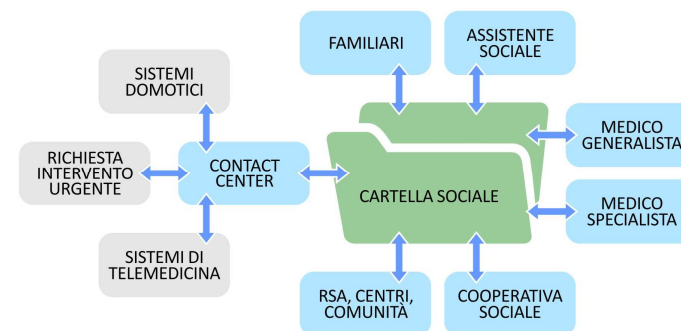 FAMILIARI
ASSISTENTE
SOCIALE
SISTEMI
DOMOTICI
MEDICO
GENERALISTA
RICHIESTA
INTERVENTO
URGENTE
CONTACT
CENTER
CARTELLA SOCIALE
MEDICO
SPECIALISTA
SISTEMI DI
TELEMEDICINA
RSA, CENTRI,
COMUNITÀ
COOPERATIVA
SOCIALE